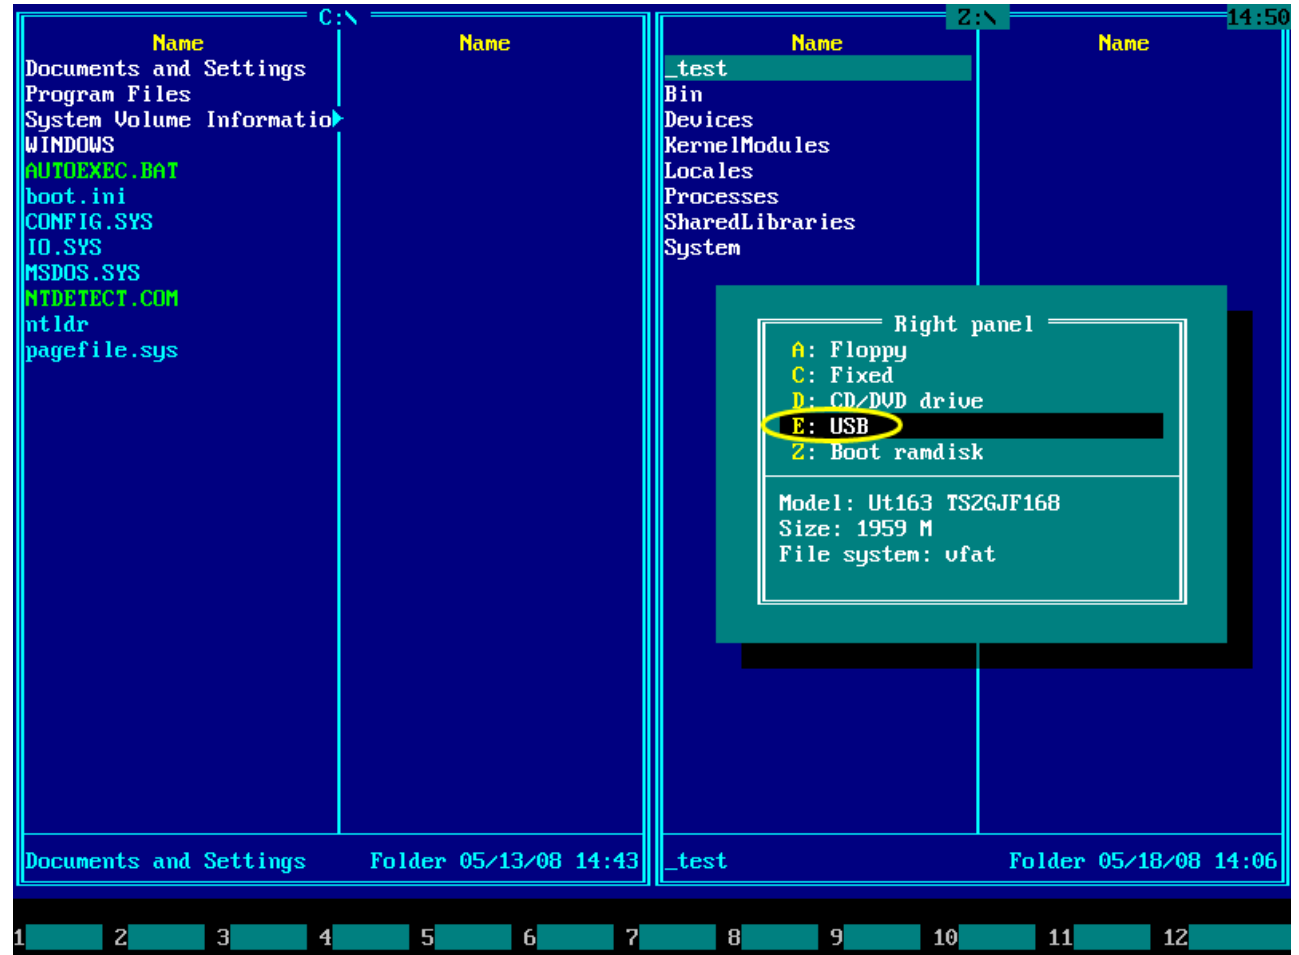 C:\
Name Name
Documents and Settings
Program Files
System Volume Informatio
WINDOWS
AUTOEXEC.BAT
boot.ini
CONFIG.SYS
IO.SYS
MSDOS.SYS
NTDETECT.COM
ntldr
pagefile.sys
Documents and Settings Folder 05/13/08 14:43
Z:\ 14:50
Name Name
_test
Bin
Devices
KernelModules
Locales
Processes
SharedLibraries
System
Right panel
A: Floppy
C: Fixed
D: CD/DVD drive
E: USB
Z: Boot ramdisk
Model: Ut163 TS2GJF168
Size: 1959 M
File system: vfat
_test Folder 05/18/08 14:06
1 2 3 4 5 6 7 8 9 10 11 12